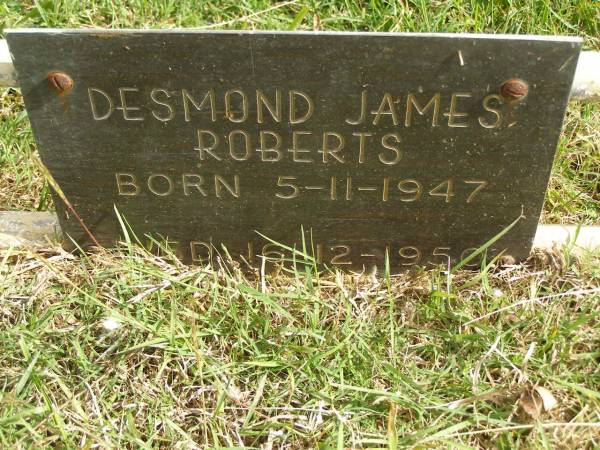 DESMOND JAMES
ROBERTS
BORN 5-11-1947